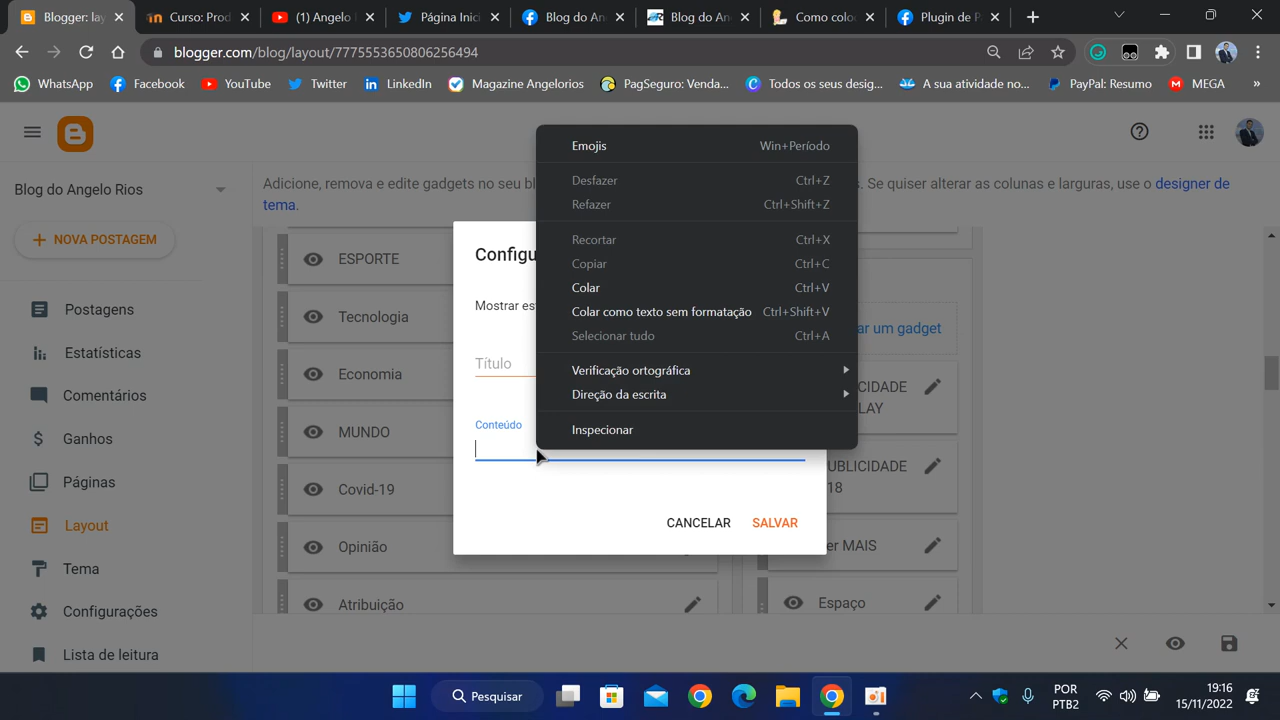 Blogger: lay
Curso: Prod
(1) Angelo
Página Inic
Blog do An
Blog do An
Como colo
Plugin de P
blogger.com/blog/layout/7775553650806256494
WhatsApp
Facebook
YouTube
Twitter
LinkedIn
Magazine Angelorios
PagSeguro: Venda...
Todos os seus desig...
A sua atividade no...
PayPal: Resumo
MEGA
»
Blog do Angelo Rios
NOVA POSTAGEM
Postagens
Estatísticas
Comentários
Ganhos
Páginas
Layout
Tema
Configurações
Lista de leitura
Adicione, remova e edite gadgets no seu bl
s. Se quiser alterar as colunas e larguras, use o designer de
tema.
ESPORTE
Tecnologia
Economia
MUNDO
Covid-19
Opinião
Atribuição
Configu
Mostrar es
Título
Conteúdo
CANCELAR
SALVAR
Emojis Win+Período
Desfazer Ctrl+Z
Refazer Ctrl+Shift+Z
Recortar Ctrl+X
Copiar Ctrl+C
Colar Ctrl+V
Colar como texto sem formatação Ctrl+Shift+V
Selecionar tudo Ctrl+A
Verificação ortográfica
Direção da escrita
Inspecionar
ar um gadget
CIDADE
LAY
UBLICIDADE
18
er MAIS
Espaço
Pesquisar
POR
PTB2
19:16
15/11/2022